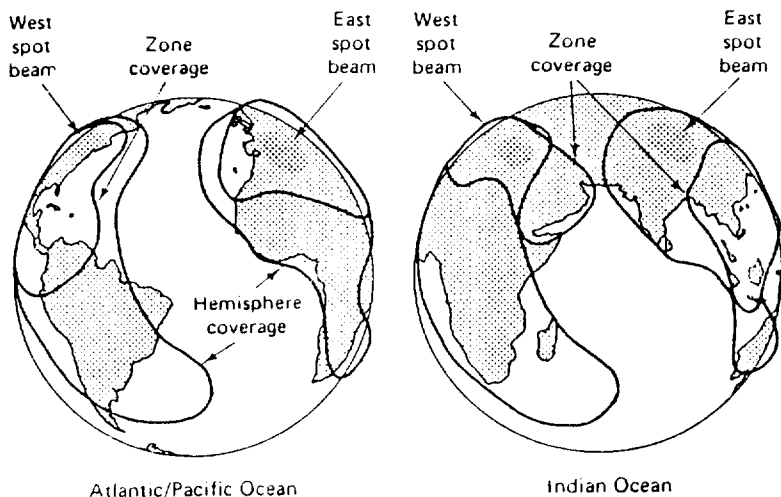 West
spot
beam
Zone
coverage
East
spot
beam
Hemisphere
coverage
Atlantic/Pacific Ocean
West
spot
beam
Zone
coverage
East
spot
beam
Indian Ocean